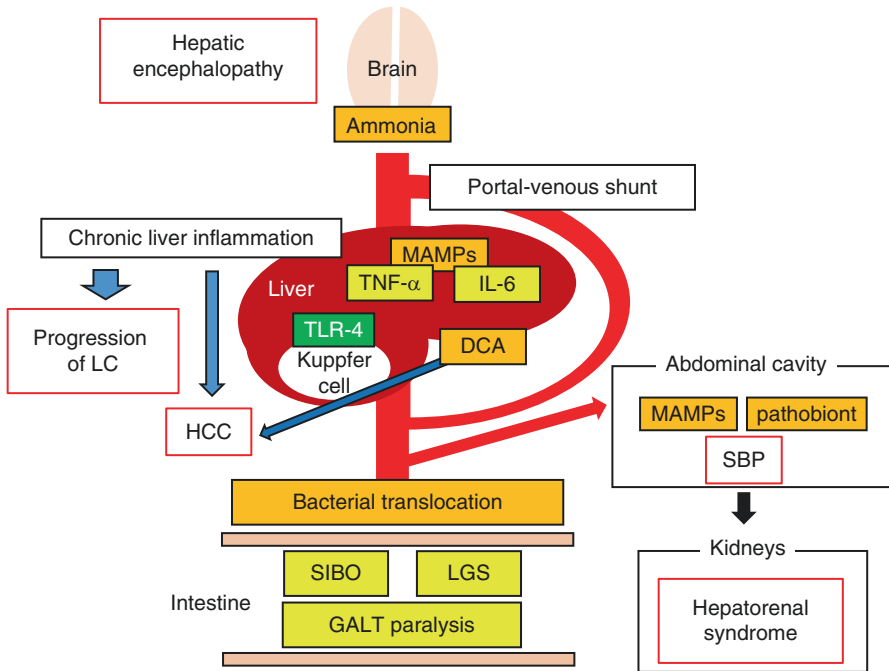 Hepatic
encephalopathy
Brain
Ammonia
Portal-venous shunt
Chronic liver inflammation
MAMPs
TNF-α
IL-6
Liver
TLR-4
Kupffer
cell
DCA
Progression
of LC
HCC
Abdominal cavity
MAMPs
pathobiont
SBP
Bacterial translocation
Intestine
SIBO
LGS
GALT paralysis
Kidneys
Hepatorenal
syndrome